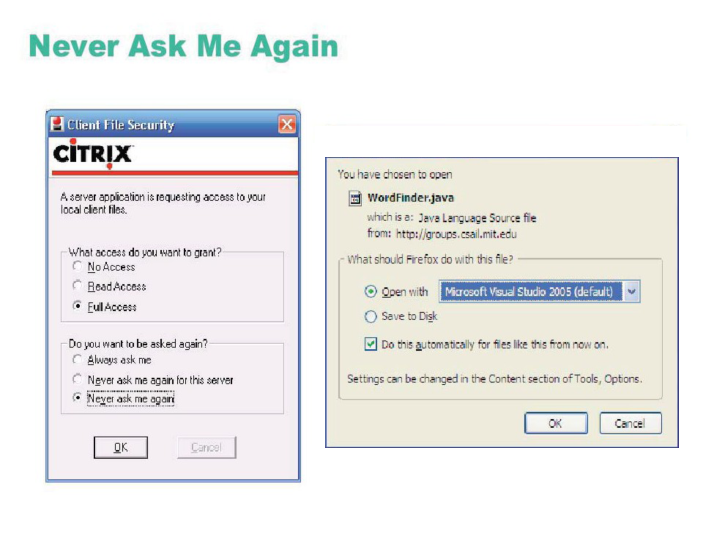 Never Ask Me Again
Client File Security
CITRIX
A server application is requesting access to your
local client files.
What access do you want to grant?
No Access
Read Access
Full Access
Do you want to be asked again?
Always ask me
Never ask me again for this server
Never ask me again
OK
Cancel
You have chosen to open
WordFinder.java
which is a: Java Language Source file
from: http://groups.csail.mit.edu
What should Firefox do with this file?
Open with Microsoft Visual Studio 2005 (default)
Save to Disk
Do this automatically for files like this from now on.
Settings can be changed in the Content section of Tools, Options.
OK
Cancel